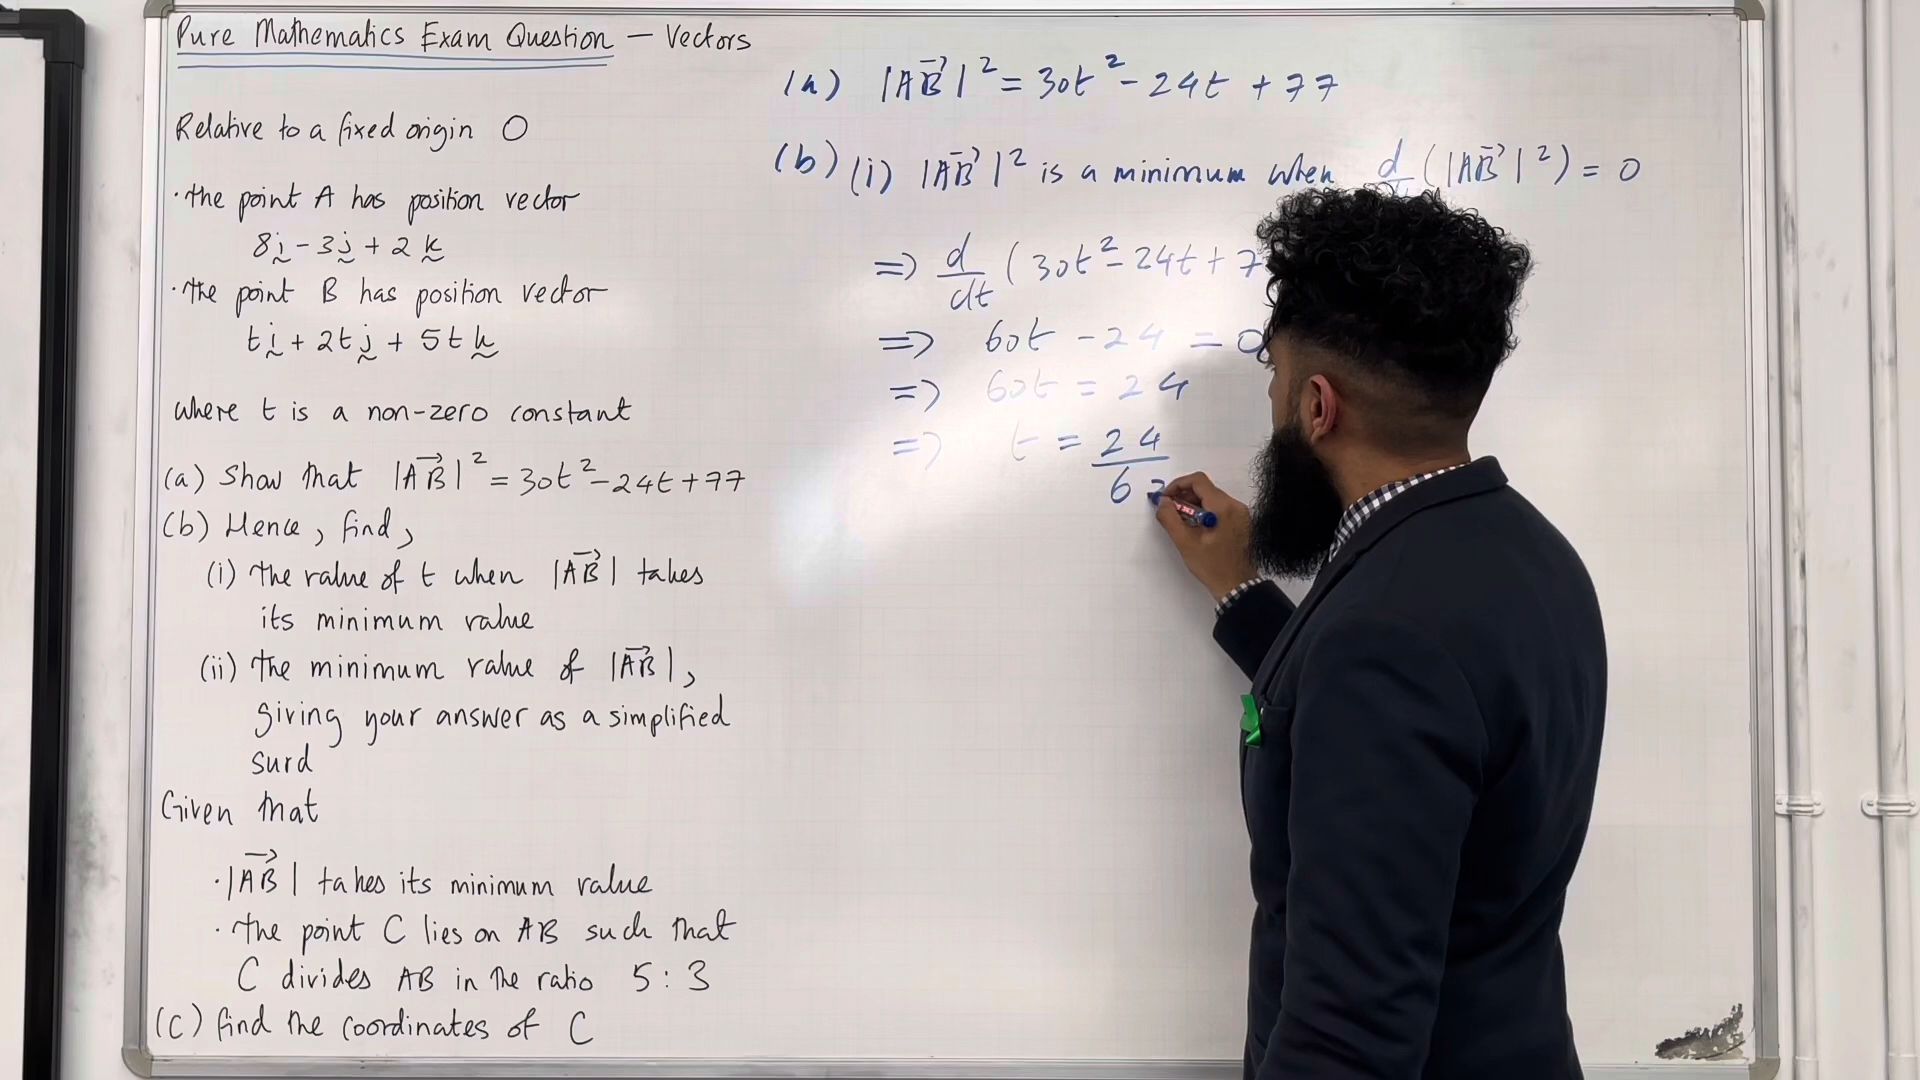 Pure Mathematics Exam Question — Vectors
Relative to a fixed origin O
· the point A has position vector
8i - 3j + 2k
· the point B has position vector
ti + 2tj + 5tk
where t is a non-zero constant
(a) Show that |AB→|² = 30t² - 24t + 77
(b) Hence, find,
(i) the value of t when |AB→| takes
its minimum value
(ii) the minimum value of |AB→|,
giving your answer as a simplified
surd
Given that
· |AB→| takes its minimum value
· the point C lies on AB such that
C divides AB in the ratio 5 : 3
(c) find the coordinates of C
(a) |AB→|² = 30t² - 24t + 77
(b) (i) |AB→|² is a minimum when d/dt (|AB→|²) = 0
=> d/dt (30t² - 24t + 7
=> 60t - 24 = 0
=> 60t = 24
=> t = 24
6